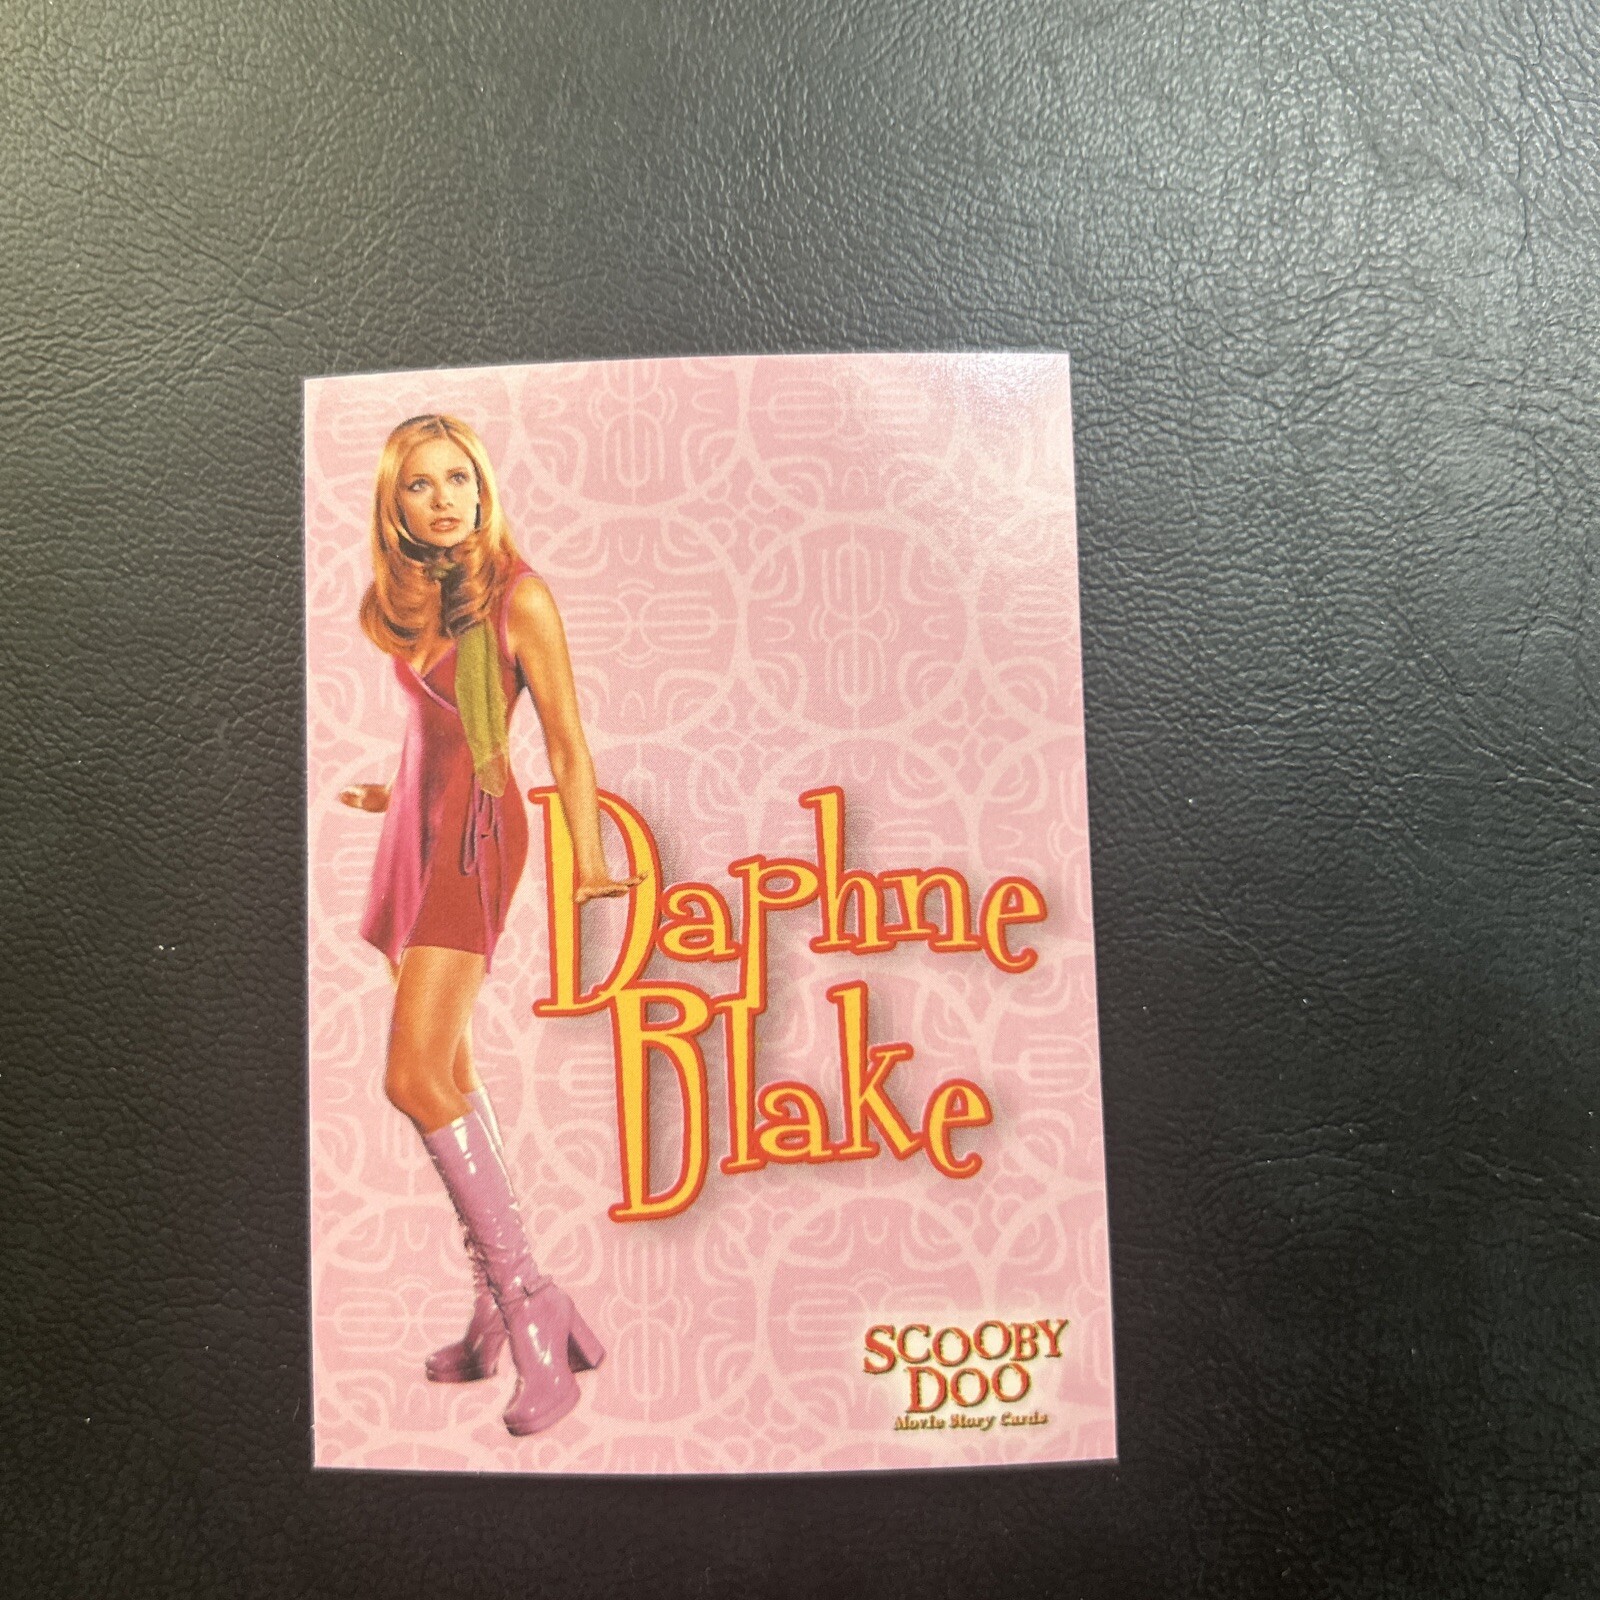 Daphne
Blake
SCOOBY
DOO
Movie Story Cards